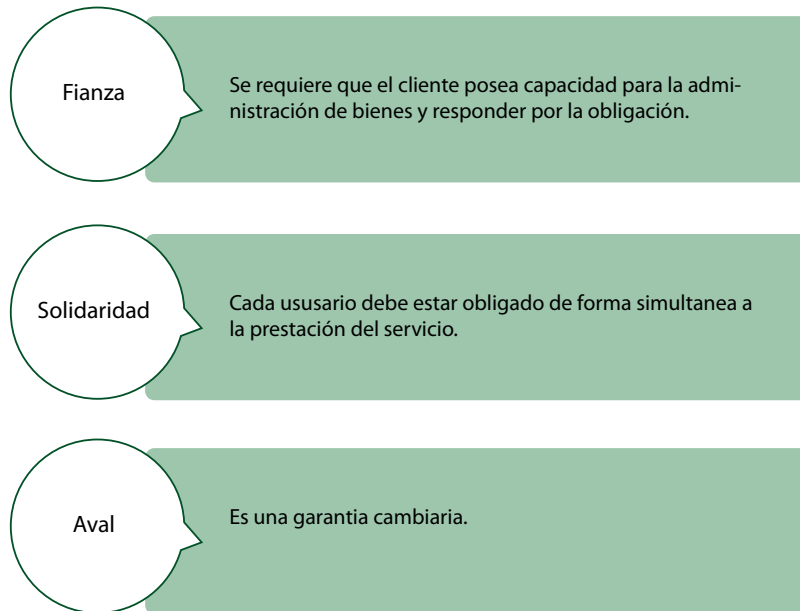 Fianza
Se requiere que el cliente posea capacidad para la admi-
nistración de bienes y responder por la obligación.
Solidaridad
Cada ususario debe estar obligado de forma simultanea a
la prestación del servicio.
Aval
Es una garantia cambiaria.